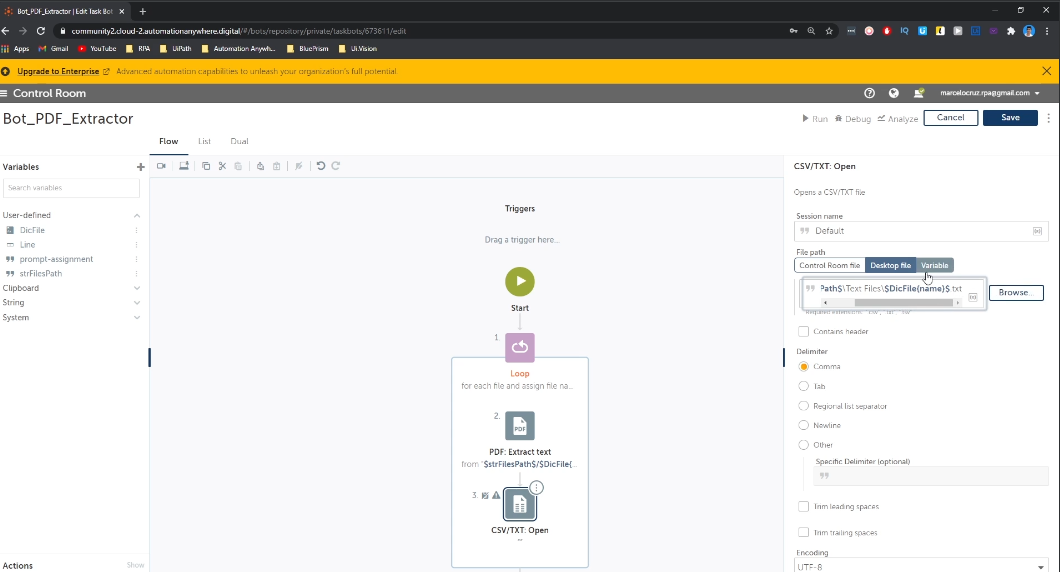 Bot_PDF_Extractor | Edit Task Bot
community2.cloud-2.automationanywhere.digital/#/bots/repository/private/taskbots/673611/edit
Apps Gmail YouTube RPA UiPath Automation Anywh... BluePrism Ui.Vision
Upgrade to Enterprise Advanced automation capabilities to unleash your organization's full potential.
Control Room marcelocruz.rpa@gmail.com
Bot_PDF_Extractor Run Debug Analyze Cancel Save
Flow List Dual
Variables
Search variables
User-defined
DicFile
Line
prompt-assignment
strFilesPath
Clipboard
String
System
Actions Show
Triggers
Drag a trigger here...
Start
1.
Loop
for each file and assign file na...
2.
PDF
PDF: Extract text
from "$strFilesPath$/$DicFile{...
3.
CSV/TXT: Open
--
CSV/TXT: Open
Opens a CSV/TXT file
Session name
Default
File path
Control Room file Desktop file Variable
Path$\Text Files\$DicFile{name}$.txt Browse...
Contains header
Delimiter
Comma
Tab
Regional list separator
Newline
Other
Specific Delimiter (optional)
Trim leading spaces
Trim trailing spaces
Encoding
UTF-8